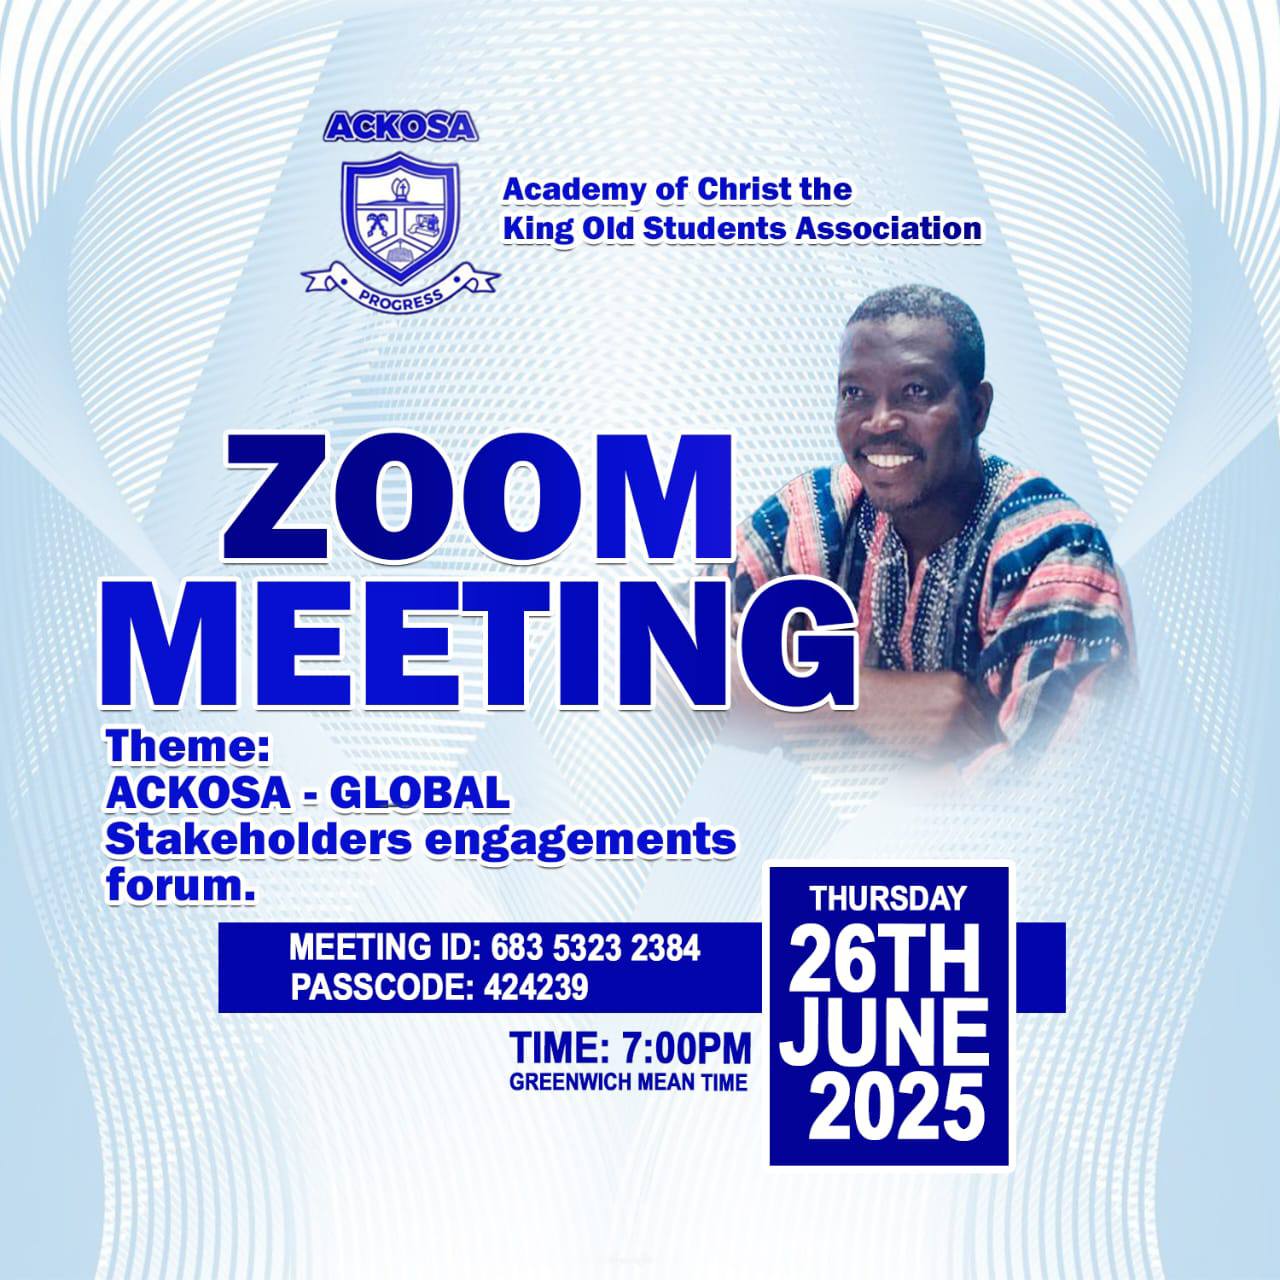 ACKOSA
PROGRESS
Academy of Christ the
King Old Students Association
ZOOM
MEETING
Theme:
ACKOSA - GLOBAL
Stakeholders engagements
forum.
MEETING ID: 683 5323 2384
PASSCODE: 424239
TIME: 7:00PM
GREENWICH MEAN TIME
THURSDAY
26TH
JUNE
2025